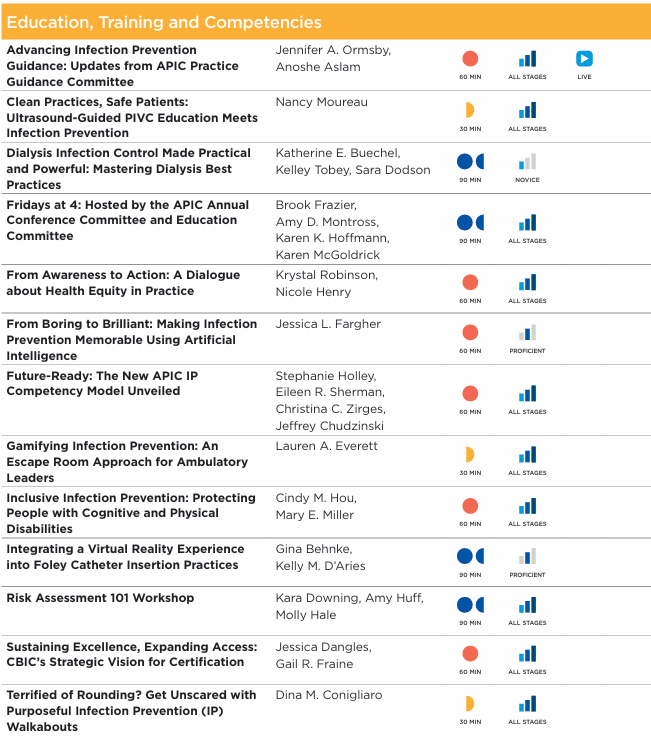 Education, Training and Competencies
Advancing Infection Prevention
Guidance: Updates from APIC Practice
Guidance Committee
Jennifer A. Ormsby,
Anoshe Aslam
60 MIN
ALL STAGES
LIVE
Clean Practices, Safe Patients:
Ultrasound-Guided PIVC Education Meets
Infection Prevention
Nancy Moureau
30 MIN
ALL STAGES
Dialysis Infection Control Made Practical
and Powerful: Mastering Dialysis Best
Practices
Katherine E. Buechel,
Kelley Tobey, Sara Dodson
90 MIN
NOVICE
Fridays at 4: Hosted by the APIC Annual
Conference Committee and Education
Committee
Brook Frazier,
Amy D. Montross,
Karen K. Hoffmann,
Karen McGoldrick
90 MIN
ALL STAGES
From Awareness to Action: A Dialogue
about Health Equity in Practice
Krystal Robinson,
Nicole Henry
60 MIN
ALL STAGES
From Boring to Brilliant: Making Infection
Prevention Memorable Using Artificial
Intelligence
Jessica L. Fargher
60 MIN
PROFICIENT
Future-Ready: The New APIC IP
Competency Model Unveiled
Stephanie Holley,
Eileen R. Sherman,
Christina C. Zirges,
Jeffrey Chudzinski
60 MIN
ALL STAGES
Gamifying Infection Prevention: An
Escape Room Approach for Ambulatory
Leaders
Lauren A. Everett
30 MIN
ALL STAGES
Inclusive Infection Prevention: Protecting
People with Cognitive and Physical
Disabilities
Cindy M. Hou,
Mary E. Miller
60 MIN
ALL STAGES
Integrating a Virtual Reality Experience
into Foley Catheter Insertion Practices
Gina Behnke,
Kelly M. D’Aries
90 MIN
PROFICIENT
Risk Assessment 101 Workshop
Kara Downing, Amy Huff,
Molly Hale
90 MIN
ALL STAGES
Sustaining Excellence, Expanding Access:
CBIC’s Strategic Vision for Certification
Jessica Dangles,
Gail R. Fraine
60 MIN
ALL STAGES
Terrified of Rounding? Get Unscared with
Purposeful Infection Prevention (IP)
Walkabouts
Dina M. Conigliaro
30 MIN
ALL STAGES